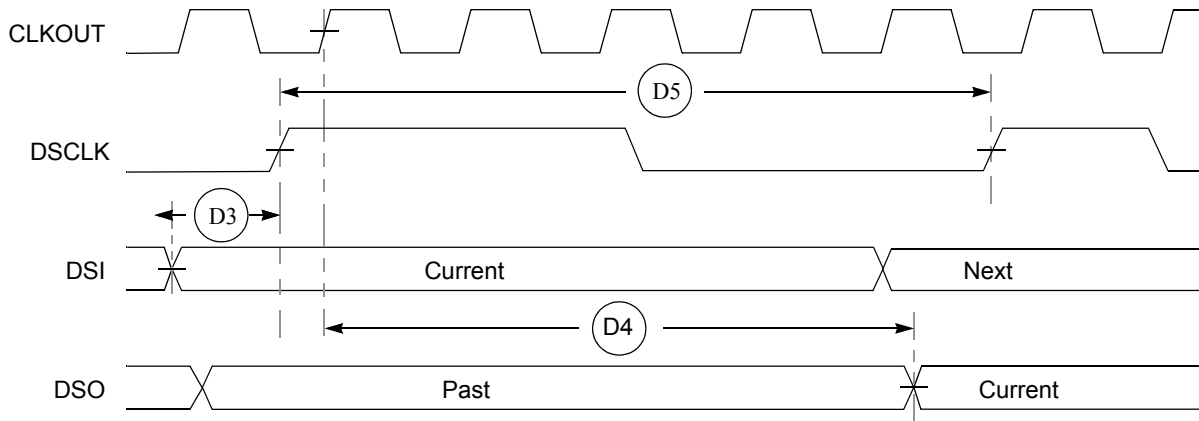 CLKOUT
D5
DSCLK
D3
DSI
Current
Next
D4
DSO
Past
Current